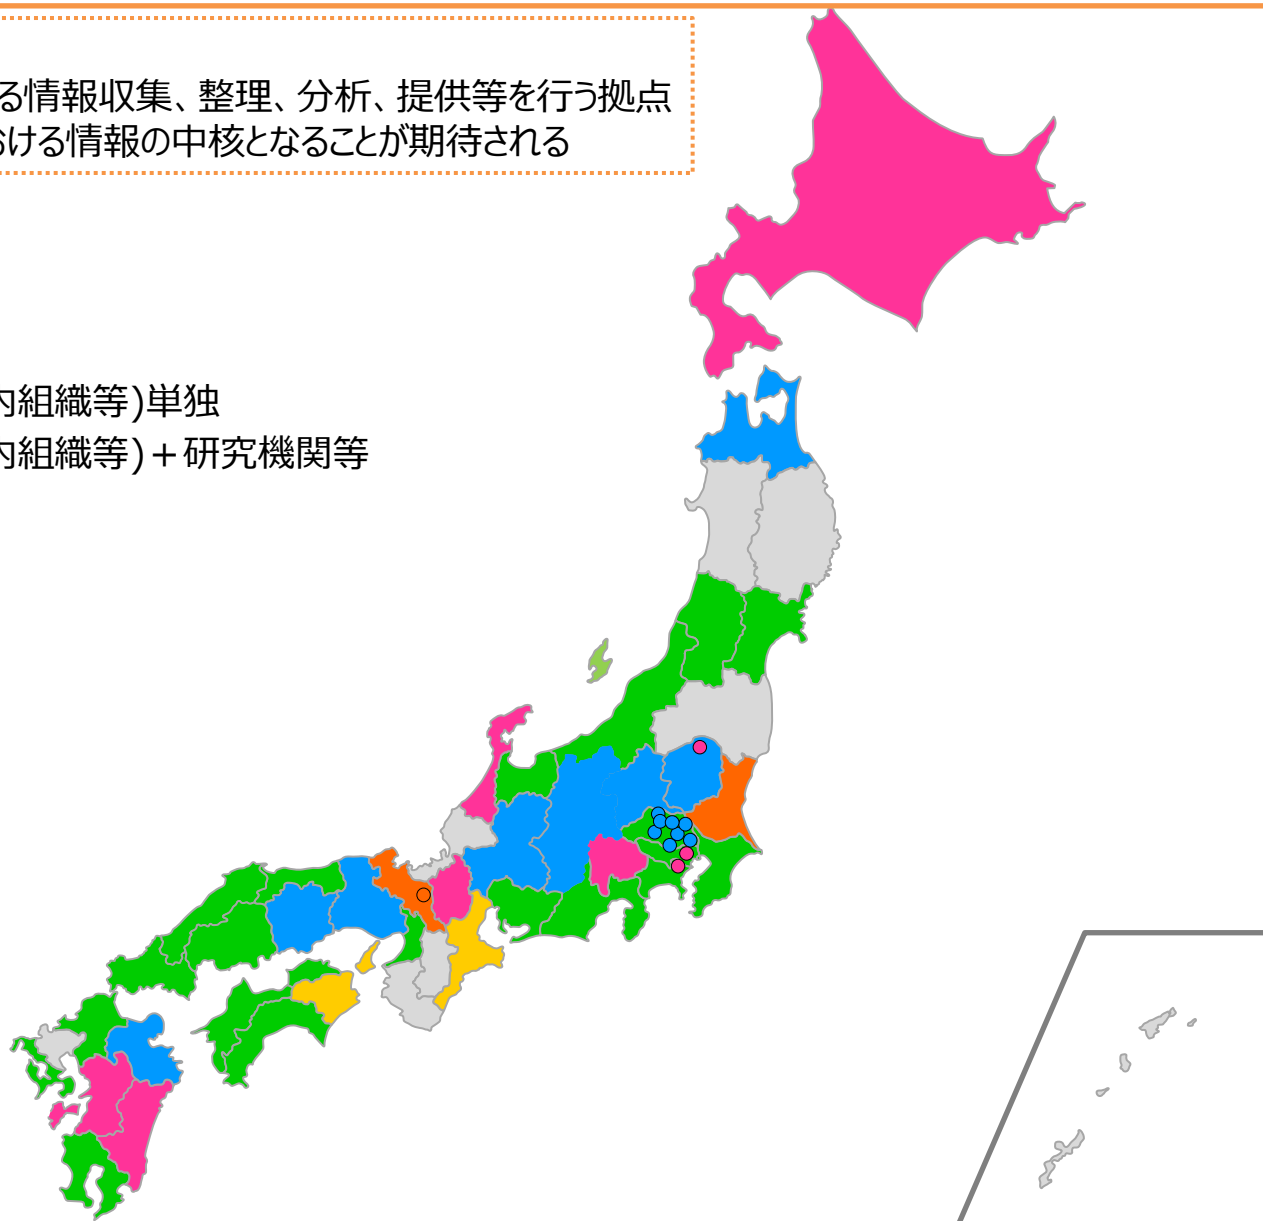 る情報収集、整理、分析、提供等を行う拠点
ける情報の中核となることが期待される
内組織等)単独
内組織等)＋研究機関等